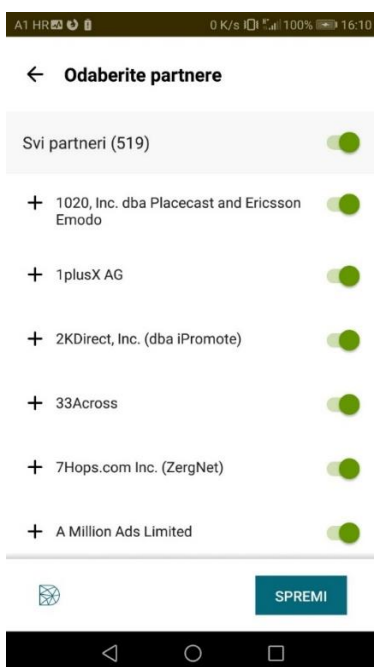 A1 HR 0 K/s 100% 16:10
Odaberite partnere
Svi partneri (519)
1020, Inc. dba Placecast and Ericsson
Emodo
1plusX AG
2KDirect, Inc. (dba iPromote)
33Across
7Hops.com Inc. (ZergNet)
A Million Ads Limited
SPREMI